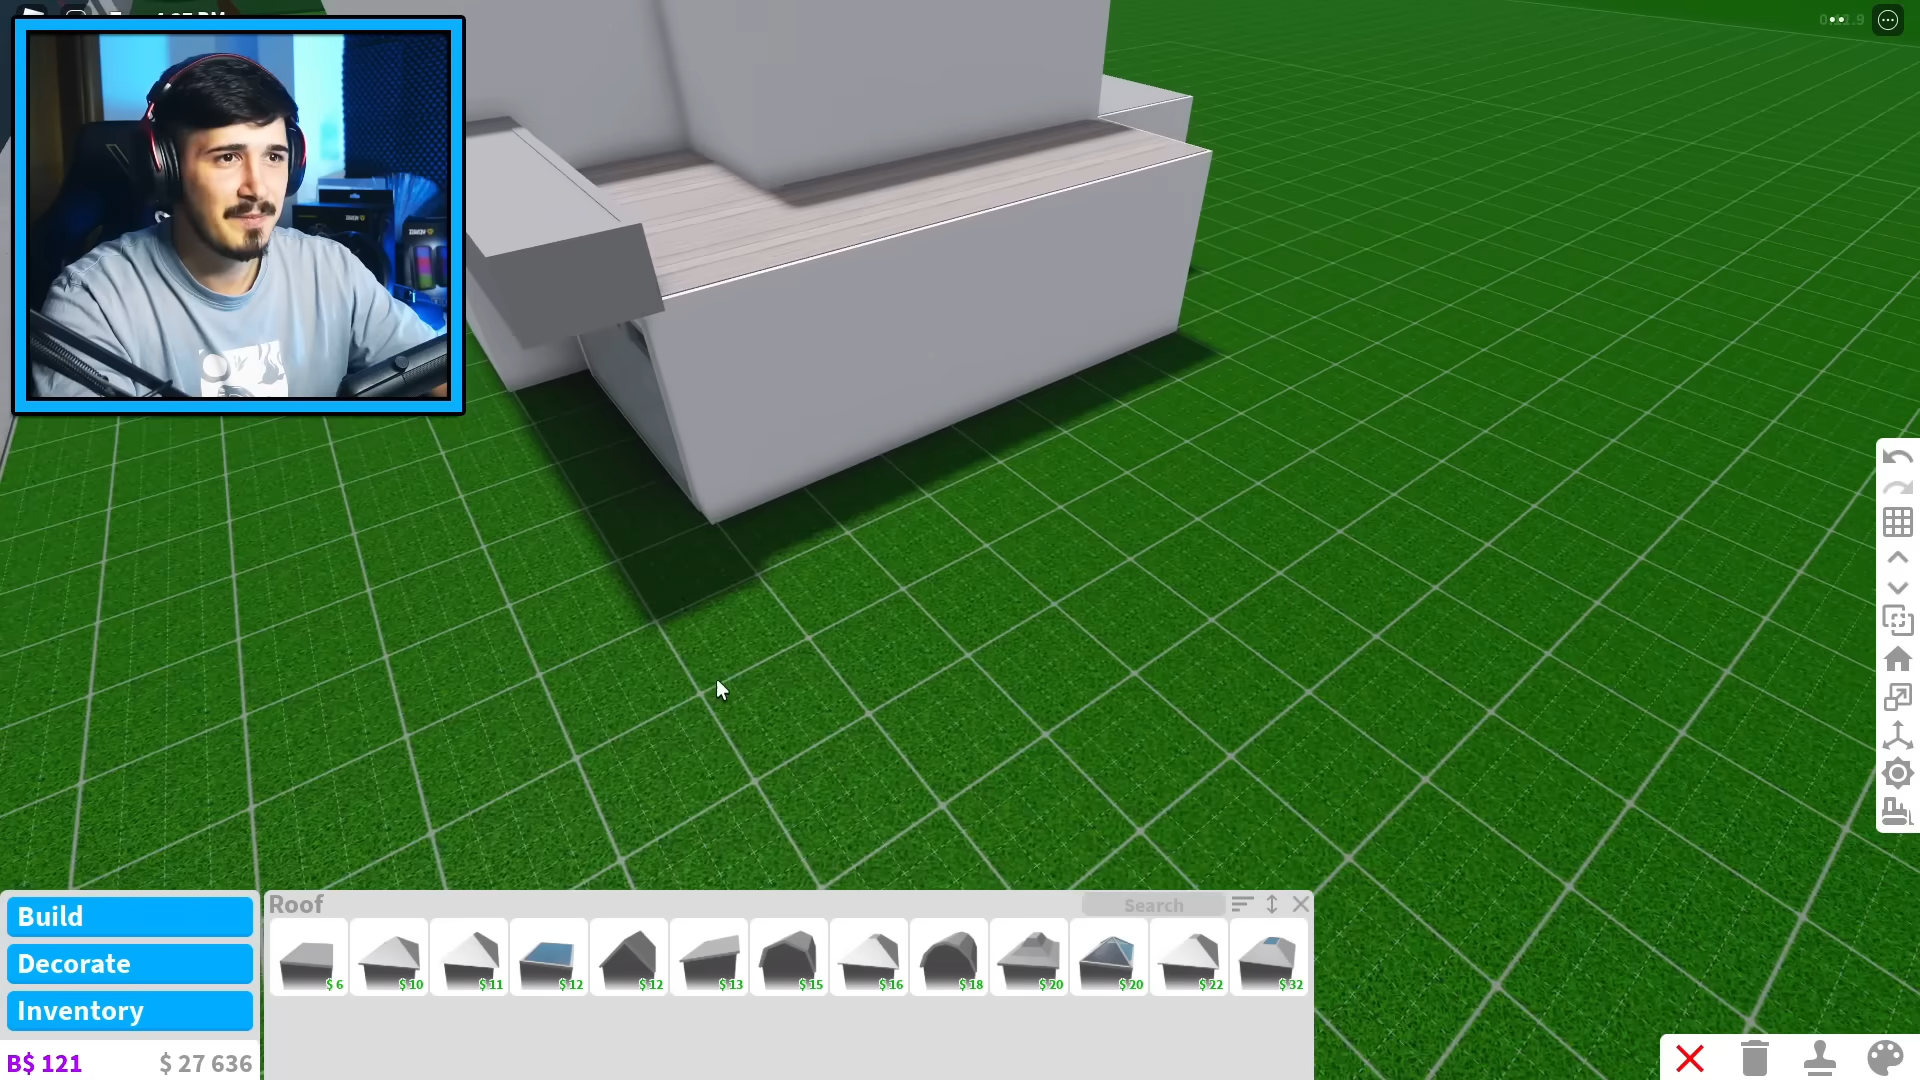 Roof
Search
$ 6
$10
$11
$12
$12
$13
$15
$16
$18
$20
$20
$22
$32
Build
Decorate
Inventory
B$ 121
$ 27 636